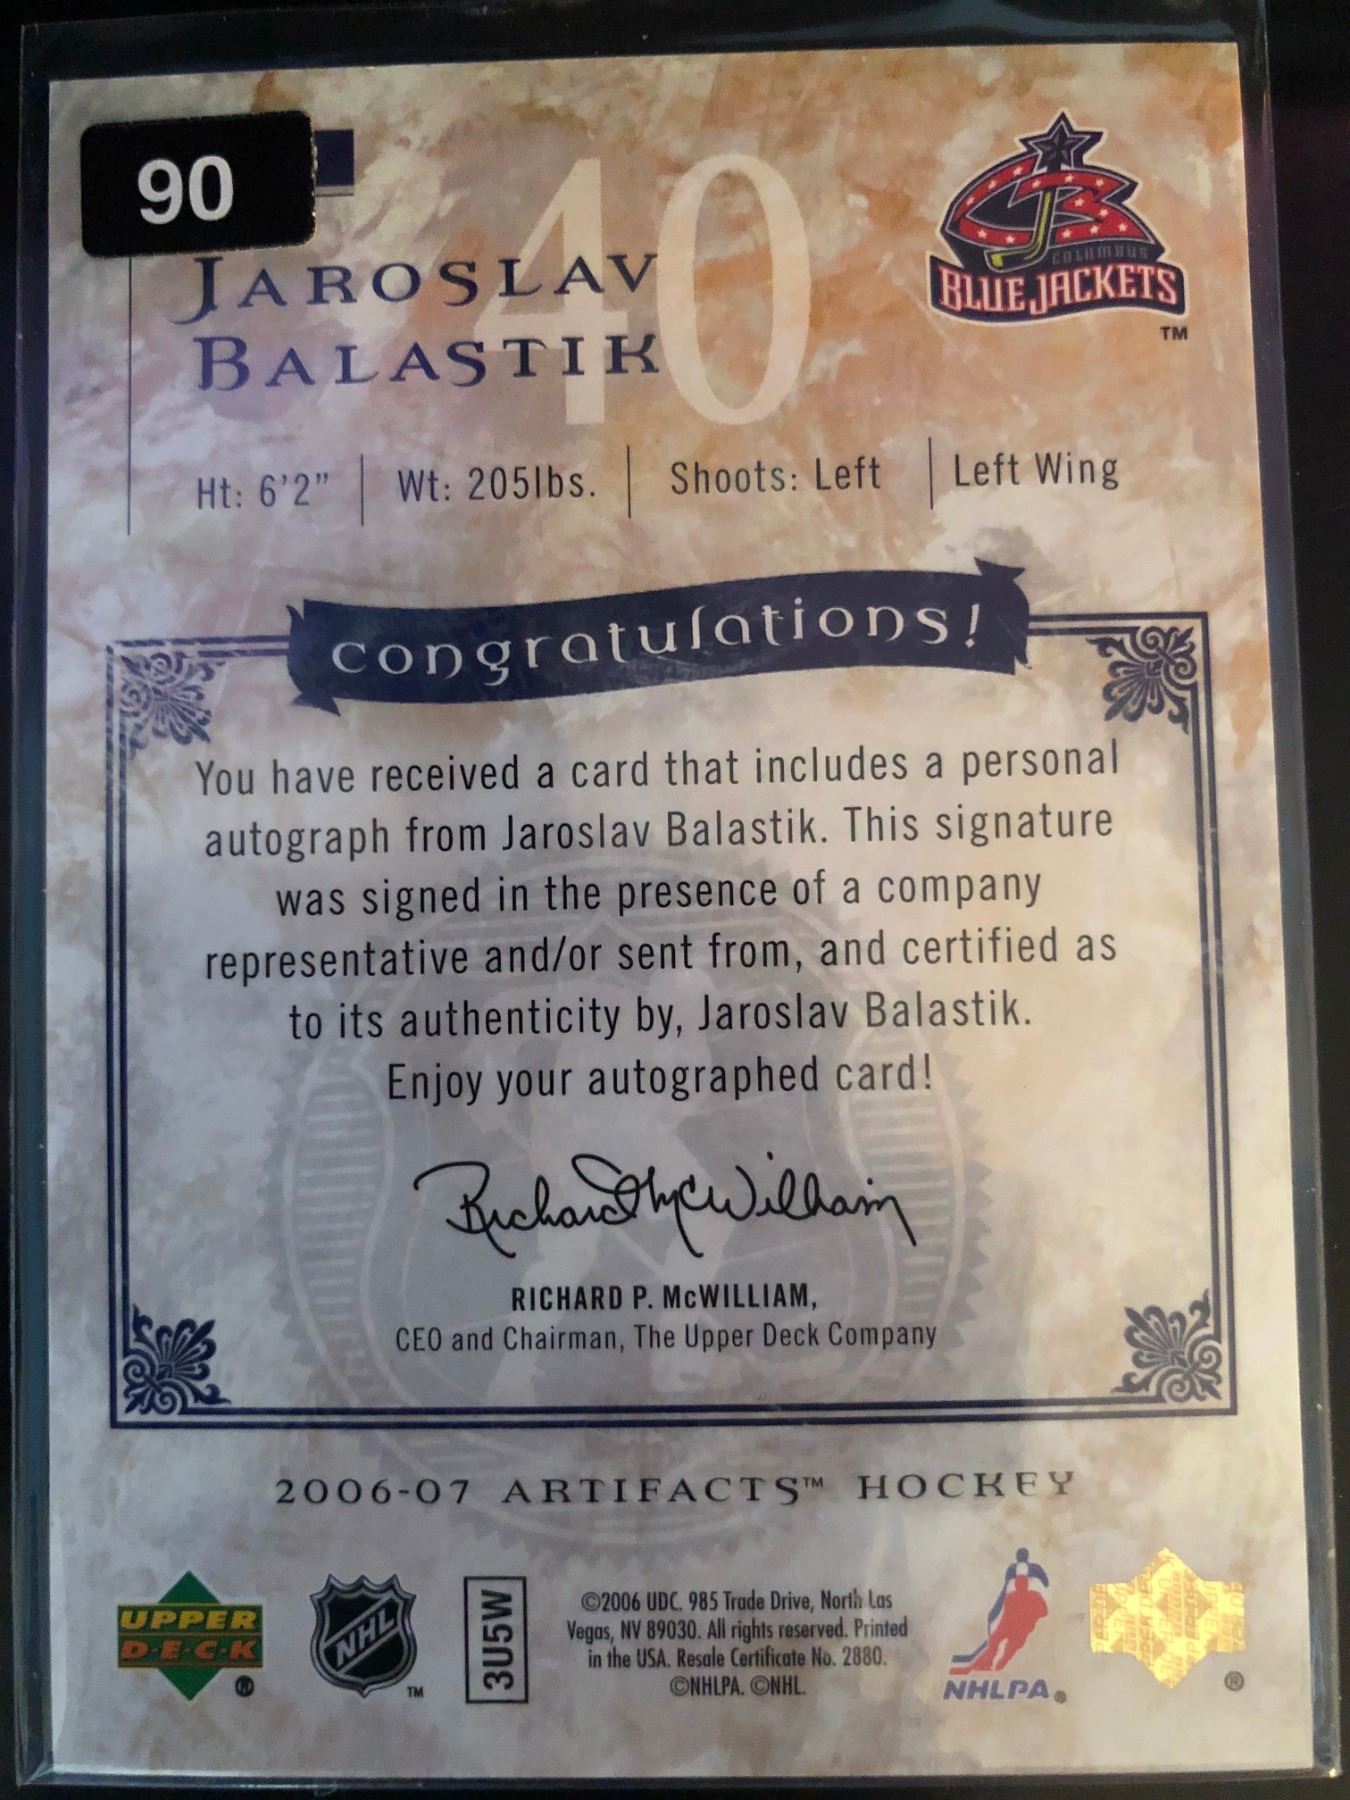 90
40
JAROSLAV
BALASTIK
COLUMBUS
BLUE JACKETS
TM
Ht: 6'2" Wt: 205lbs. Shoots: Left Left Wing
congratulations!
You have received a card that includes a personal
autograph from Jaroslav Balastik. This signature
was signed in the presence of a company
representative and/or sent from, and certified as
to its authenticity by, Jaroslav Balastik.
Enjoy your autographed card!
Richard McWilliam
RICHARD P. McWILLIAM,
CEO and Chairman, The Upper Deck Company
2006-07 ARTIFACTS™ HOCKEY
UPPER
D·E·C·K
®
NHL
TM
3U5W
©2006 UDC. 985 Trade Drive, North Las
Vegas, NV 89030. All rights reserved. Printed
in the USA. Resale Certificate No. 2880.
©NHLPA. ©NHL.
NHLPA®
®